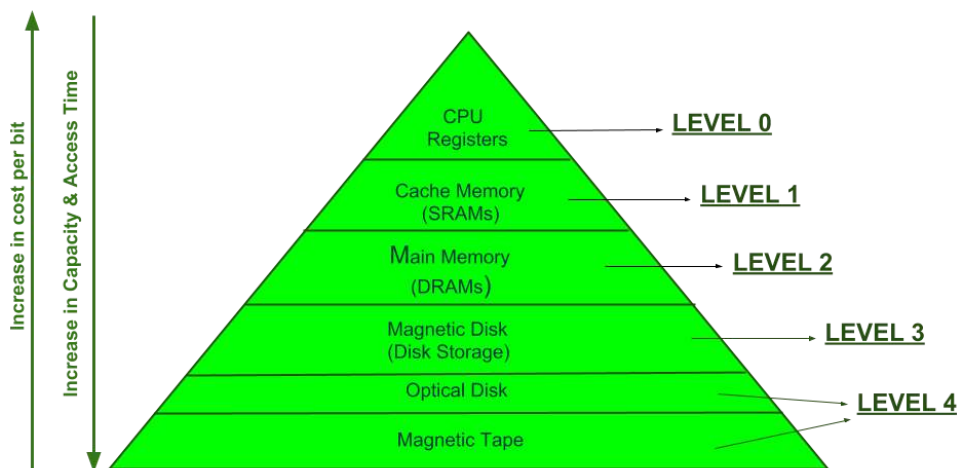 Increase in cost per bit
Increase in Capacity & Access Time
CPU
Registers
LEVEL 0
Cache Memory
(SRAMs)
LEVEL 1
Main Memory
(DRAMs)
LEVEL 2
Magnetic Disk
(Disk Storage)
LEVEL 3
Optical Disk
LEVEL 4
Magnetic Tape